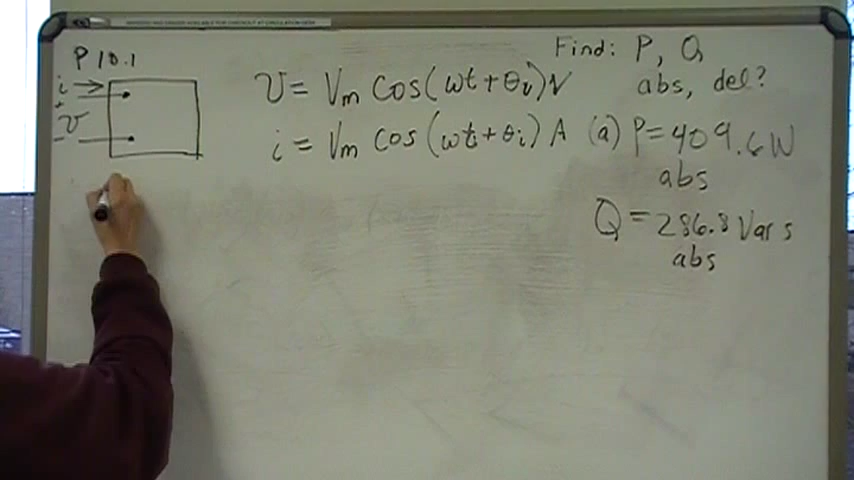 P 10.1
i
+
v
-
v = Vm cos(ωt + θv) V
i = Vm cos(ωt + θi) A
Find: P, Q
abs, del?
(a) P = 409.6 W
abs
Q = 286.8 Vars
abs